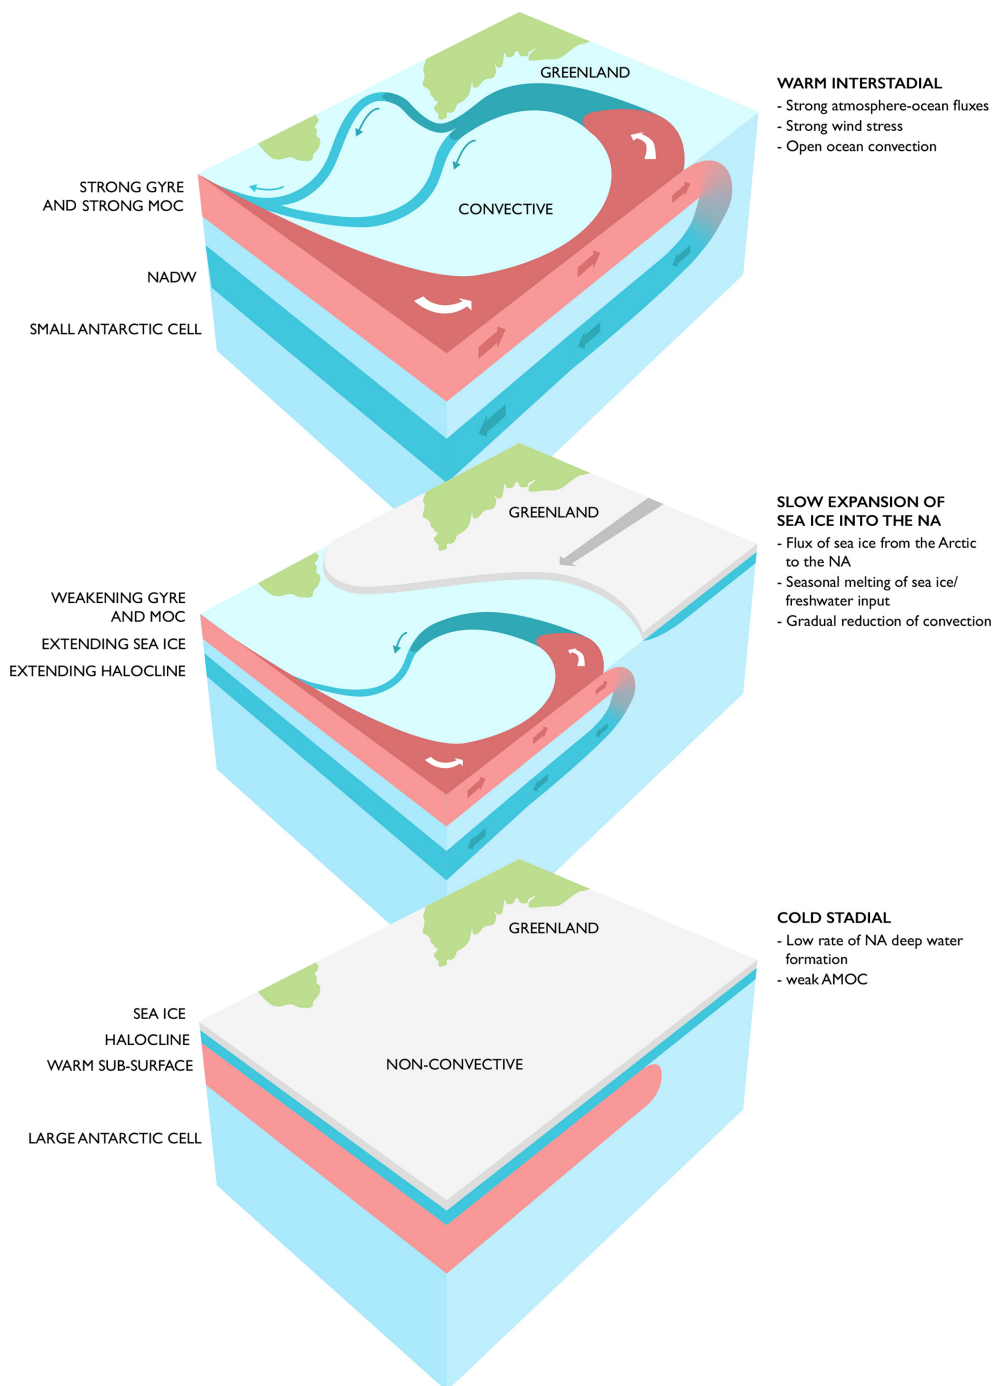 GREENLAND
WARM INTERSTADIAL
- Strong atmosphere-ocean fluxes
- Strong wind stress
- Open ocean convection
STRONG GYRE
AND STRONG MOC
CONVECTIVE
NADW
SMALL ANTARCTIC CELL
GREENLAND
SLOW EXPANSION OF
SEA ICE INTO THE NA
- Flux of sea ice from the Arctic
to the NA
- Seasonal melting of sea ice/
freshwater input
- Gradual reduction of convection
WEAKENING GYRE
AND MOC
EXTENDING SEA ICE
EXTENDING HALOCLINE
GREENLAND
COLD STADIAL
- Low rate of NA deep water
formation
- weak AMOC
SEA ICE
HALOCLINE
WARM SUB-SURFACE
NON-CONVECTIVE
LARGE ANTARCTIC CELL